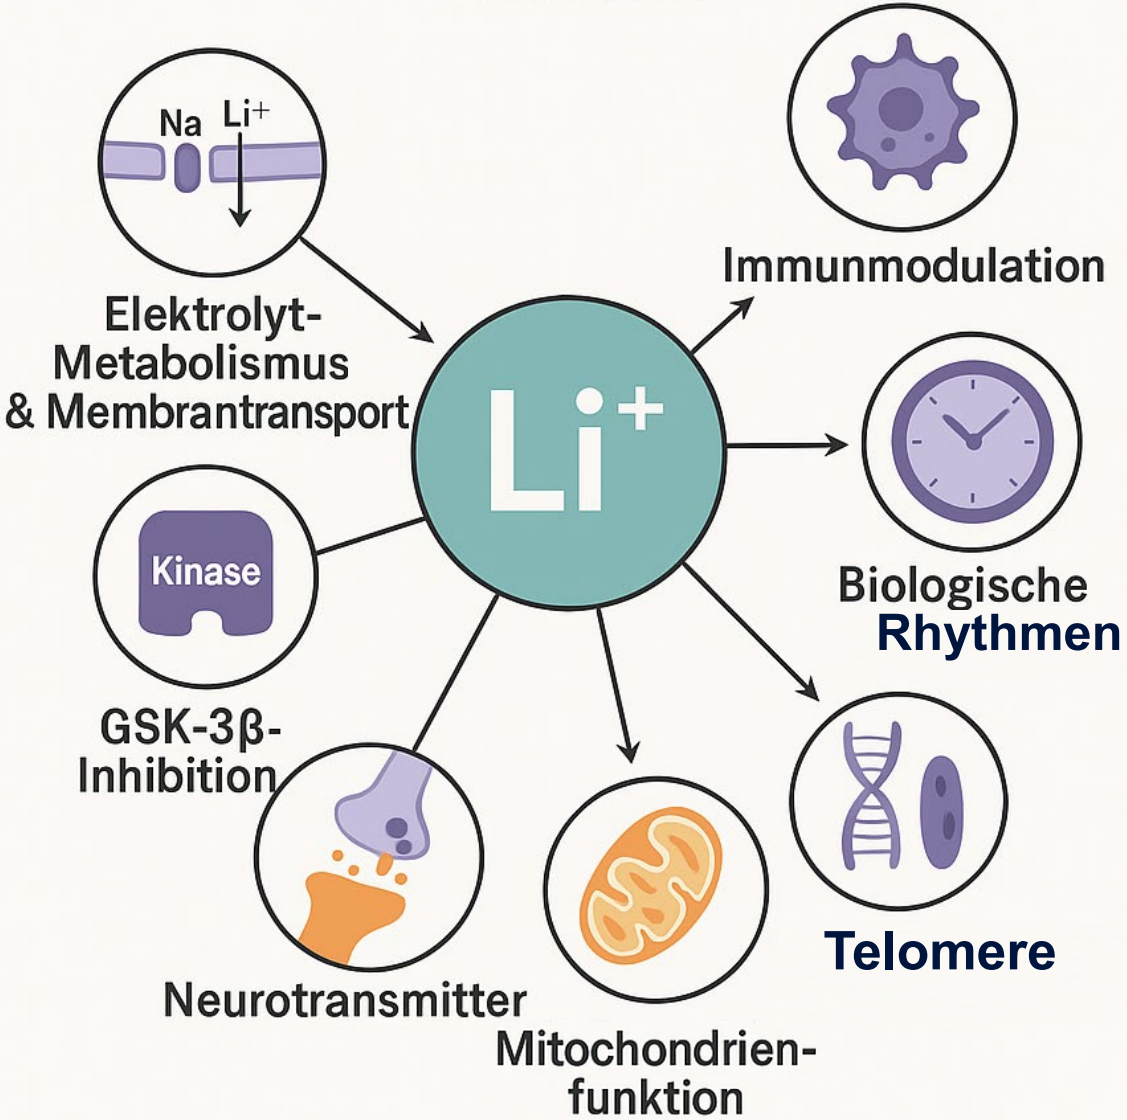 Na Li+
Elektrolyt-
Metabolismus
& Membrantransport
Immunmodulation
Li+
Kinase
GSK-3β-
Inhibition
Biologische
Rhythmen
Neurotransmitter
Mitochondrien-
funktion
Telomere